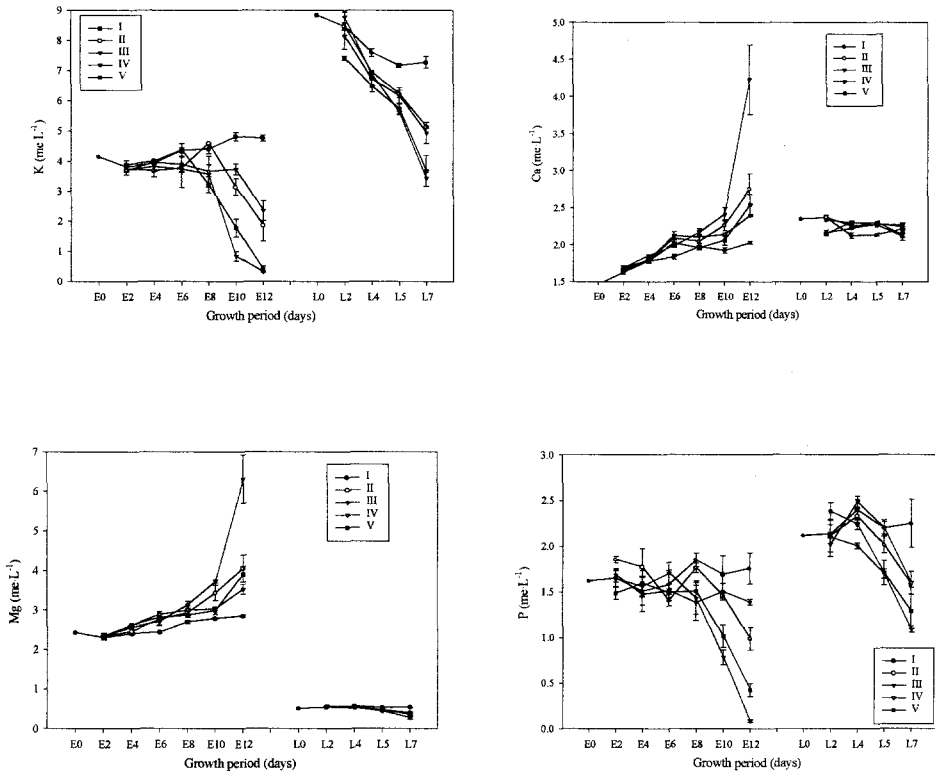 9
8
7
6
5
4
3
2
1
0
K (me·L⁻¹)
I
II
III
IV
V
E0 E2 E4 E6 E8 E10 E12 L0 L2 L4 L5 L7
Growth period (days)
5.0
4.5
4.0
3.5
3.0
2.5
2.0
1.5
Ca (me·L⁻¹)
I
II
III
IV
V
E0 E2 E4 E6 E8 E10 E12 L0 L2 L4 L5 L7
Growth period (days)
7
6
5
4
3
2
1
0
Mg (me·L⁻¹)
I
II
III
IV
V
E0 E2 E4 E6 E8 E10 E12 L0 L2 L4 L5 L7
Growth period (days)
3.0
2.5
2.0
1.5
1.0
0.5
0.0
P (me·L⁻¹)
I
II
III
IV
V
E0 E2 E4 E6 E8 E10 E12 L0 L2 L4 L5 L7
Growth period (days)